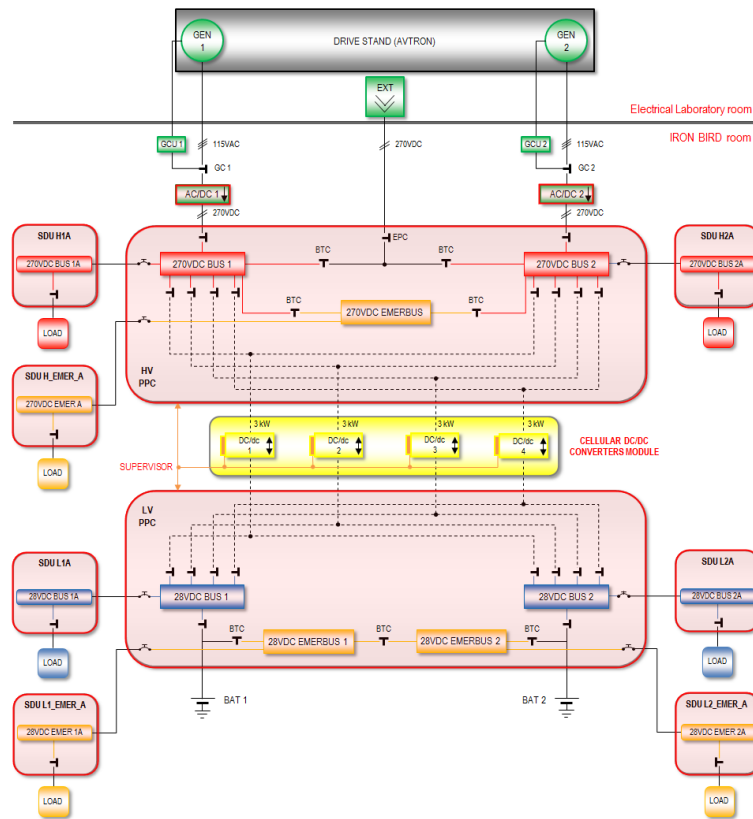 GEN
1
DRIVE STAND (AVTRON)
GEN
2
EXT
Electrical Laboratory room
IRON BIRD room
GCU 1
115VAC
270VDC
GCU 2
115VAC
GC 1
GC 2
AC/DC 1
AC/DC 2
270VDC
270VDC
SDU H1A
270VDC BUS 1A
LOAD
EPC
BTC
BTC
270VDC BUS 1
270VDC BUS 2
SDU H2A
270VDC BUS 2A
LOAD
BTC
270VDC EMERBUS
BTC
HV
PPC
SDU H_EMER_A
270VDC EMER A
LOAD
3 kW
3 kW
3 kW
3 kW
DC/dc
1
DC/dc
2
DC/dc
3
DC/dc
4
CELLULAR DC/DC
CONVERTERS MODULE
SUPERVISOR
LV
PPC
SDU L1A
28VDC BUS 1A
LOAD
28VDC BUS 1
28VDC BUS 2
SDU L2A
28VDC BUS 2A
LOAD
BTC
28VDC EMERBUS 1
BTC
28VDC EMERBUS 2
BTC
BAT 1
BAT 2
SDU L1_EMER_A
28VDC EMER 1A
LOAD
SDU L2_EMER_A
28VDC EMER 2A
LOAD